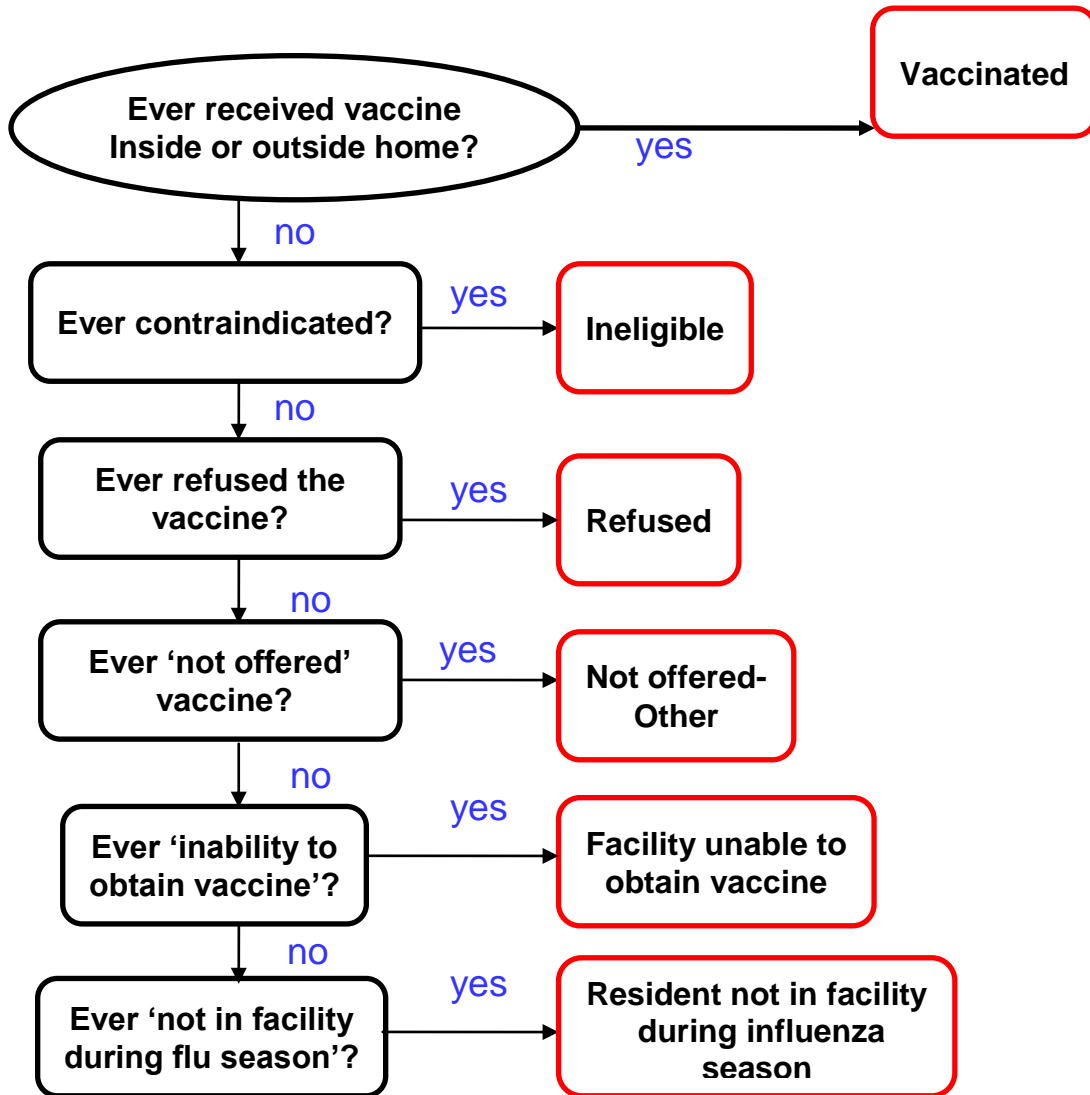 Ever received vaccine
Inside or outside home?
yes
Vaccinated
no
Ever contraindicated?
yes
Ineligible
no
Ever refused the
vaccine?
yes
Refused
no
Ever ‘not offered’
vaccine?
yes
Not offered-
Other
no
Ever ‘inability to
obtain vaccine’?
yes
Facility unable to
obtain vaccine
no
Ever ‘not in facility
during flu season’?
yes
Resident not in facility
during influenza
season